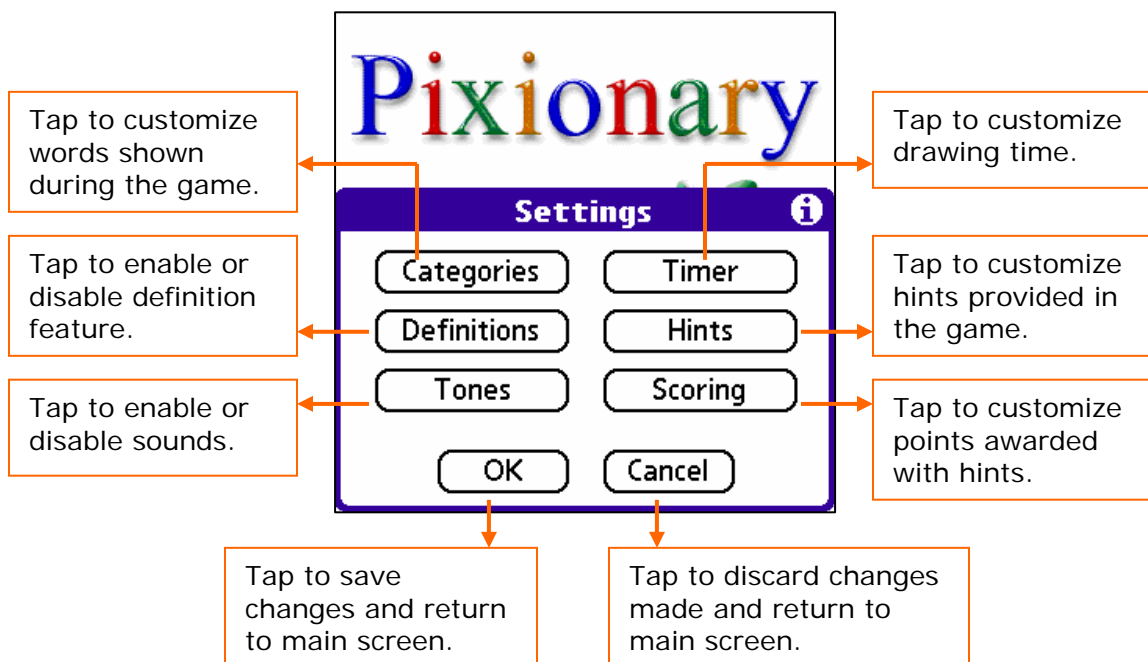 Pixionary
Tap to customize
words shown
during the game.
Tap to customize
drawing time.
Settings
Categories
Timer
Tap to enable or
disable definition
feature.
Tap to customize
hints provided in
the game.
Definitions
Hints
Tones
Scoring
Tap to enable or
disable sounds.
Tap to customize
points awarded
with hints.
OK
Cancel
Tap to save
changes and return
to main screen.
Tap to discard changes
made and return to
main screen.